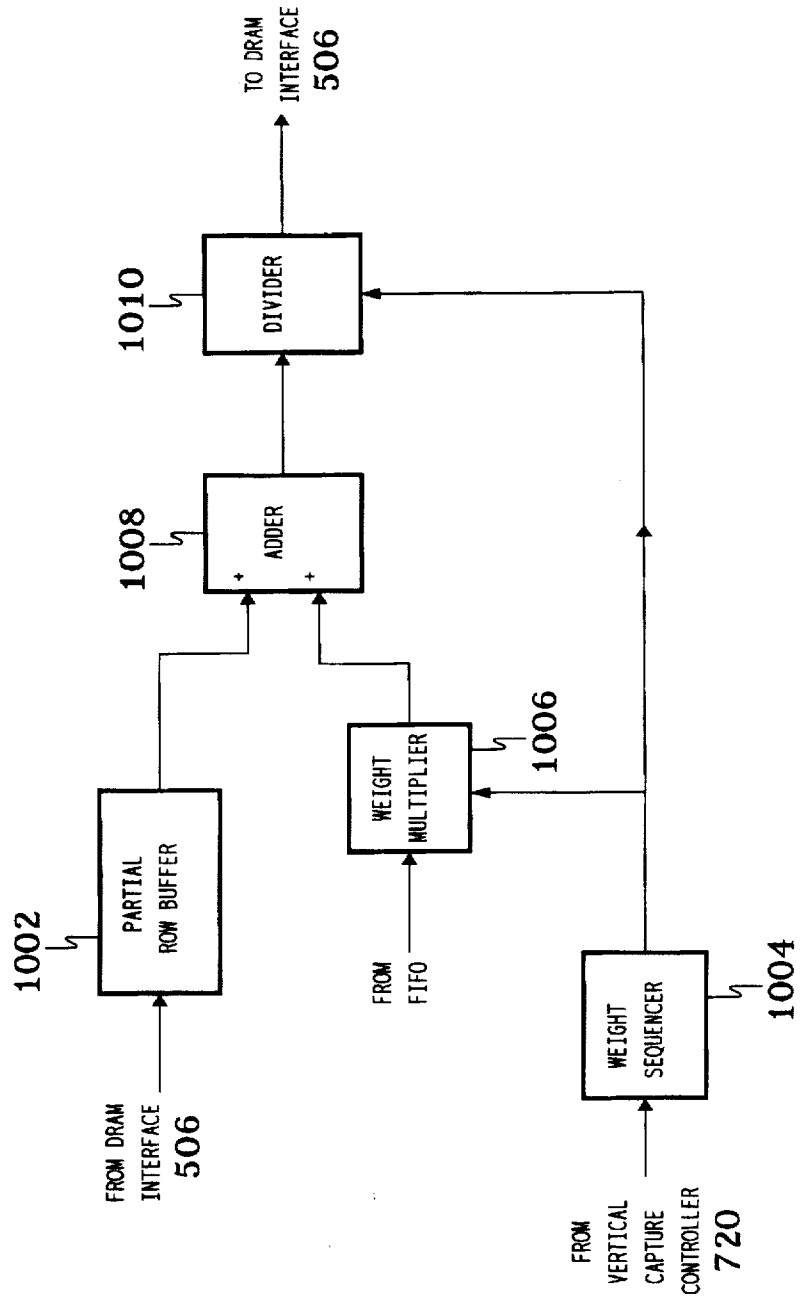 FROM DRAM
INTERFACE
506
1002
PARTIAL
ROW BUFFER
FROM
FIFO
WEIGHT
MULTIPLIER
1006
FROM
VERTICAL
CAPTURE
CONTROLLER
720
WEIGHT
SEQUENCER
1004
1008
+
+
ADDER
1010
DIVIDER
TO DRAM
INTERFACE
506